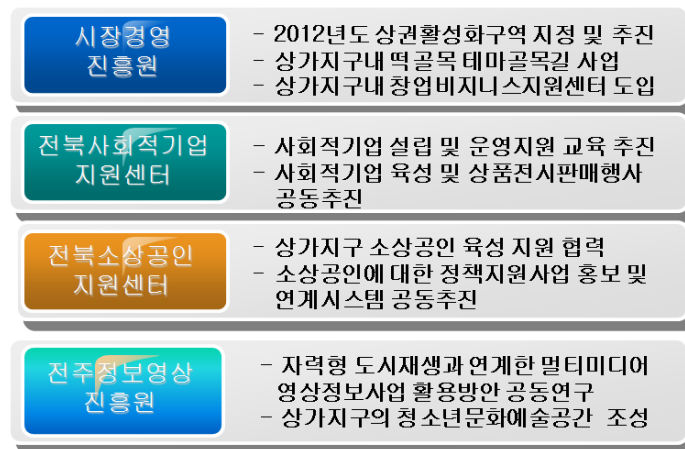 시장경영
진흥원
- 2012년도 상권활성화구역 지정 및 추진
- 상가지구내 떡골목 테마골목길 사업
- 상가지구내 창업비지니스지원센터 도입
전북사회적기업
지원센터
- 사회적기업 설립 및 운영지원 교육 추진
- 사회적기업 육성 및 상품전시판매행사
공동추진
전북소상공인
지원센터
- 상가지구 소상공인 육성 지원 협력
- 소상공인에 대한 정책지원사업 홍보 및
연계시스템 공동추진
전주정보영상
진흥원
- 자력형 도시재생과 연계한 멀티미디어
영상정보사업 활용방안 공동연구
- 상가지구의 청소년문화예술공간 조성